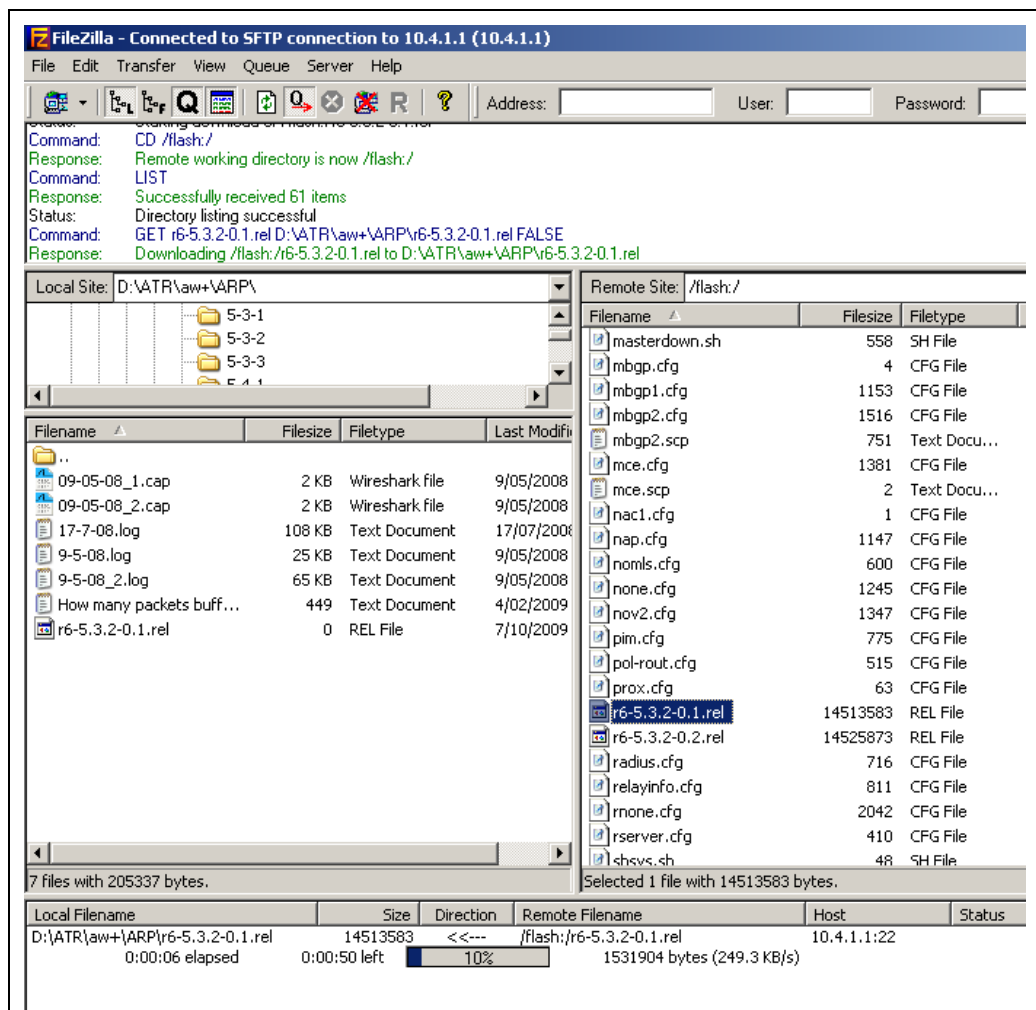 FileZilla - Connected to SFTP connection to 10.4.1.1 (10.4.1.1)
File Edit Transfer View Queue Server Help
Address: User: Password:
Command: CD /flash:/
Response: Remote working directory is now /flash:/
Command: LIST
Response: Successfully received 61 items
Status: Directory listing successful
Command: GET r6-5.3.2-0.1.rel D:\ATR\aw+\ARP\r6-5.3.2-0.1.rel FALSE
Response: Downloading /flash:/r6-5.3.2-0.1.rel to D:\ATR\aw+\ARP\r6-5.3.2-0.1.rel
Local Site: D:\ATR\aw+\ARP\
5-3-1
5-3-2
5-3-3
5-4-1
Filename Filesize Filetype Last Modifi
..
09-05-08_1.cap 2 KB Wireshark file 9/05/2008
09-05-08_2.cap 2 KB Wireshark file 9/05/2008
17-7-08.log 108 KB Text Document 17/07/2008
9-5-08.log 25 KB Text Document 9/05/2008
9-5-08_2.log 65 KB Text Document 9/05/2008
How many packets buff... 449 Text Document 4/02/2009
r6-5.3.2-0.1.rel 0 REL File 7/10/2009
7 files with 205337 bytes.
Remote Site: /flash:/
Filename Filesize Filetype
masterdown.sh 558 SH File
mbgp.cfg 4 CFG File
mbgp1.cfg 1153 CFG File
mbgp2.cfg 1516 CFG File
mbgp2.scp 751 Text Docu...
mce.cfg 1381 CFG File
mce.scp 2 Text Docu...
nac1.cfg 1 CFG File
nap.cfg 1147 CFG File
nomls.cfg 600 CFG File
none.cfg 1245 CFG File
nov2.cfg 1347 CFG File
pim.cfg 775 CFG File
pol-rout.cfg 515 CFG File
prox.cfg 63 CFG File
r6-5.3.2-0.1.rel 14513583 REL File
r6-5.3.2-0.2.rel 14525873 REL File
radius.cfg 716 CFG File
relayinfo.cfg 811 CFG File
rnone.cfg 2042 CFG File
rserver.cfg 410 CFG File
shsys.sh 48 SH File
Selected 1 file with 14513583 bytes.
Local Filename Size Direction Remote Filename Host Status
D:\ATR\aw+\ARP\r6-5.3.2-0.1.rel 14513583 <<--- /flash:/r6-5.3.2-0.1.rel 10.4.1.1:22
0:00:06 elapsed 0:00:50 left 10% 1531904 bytes (249.3 KB/s)